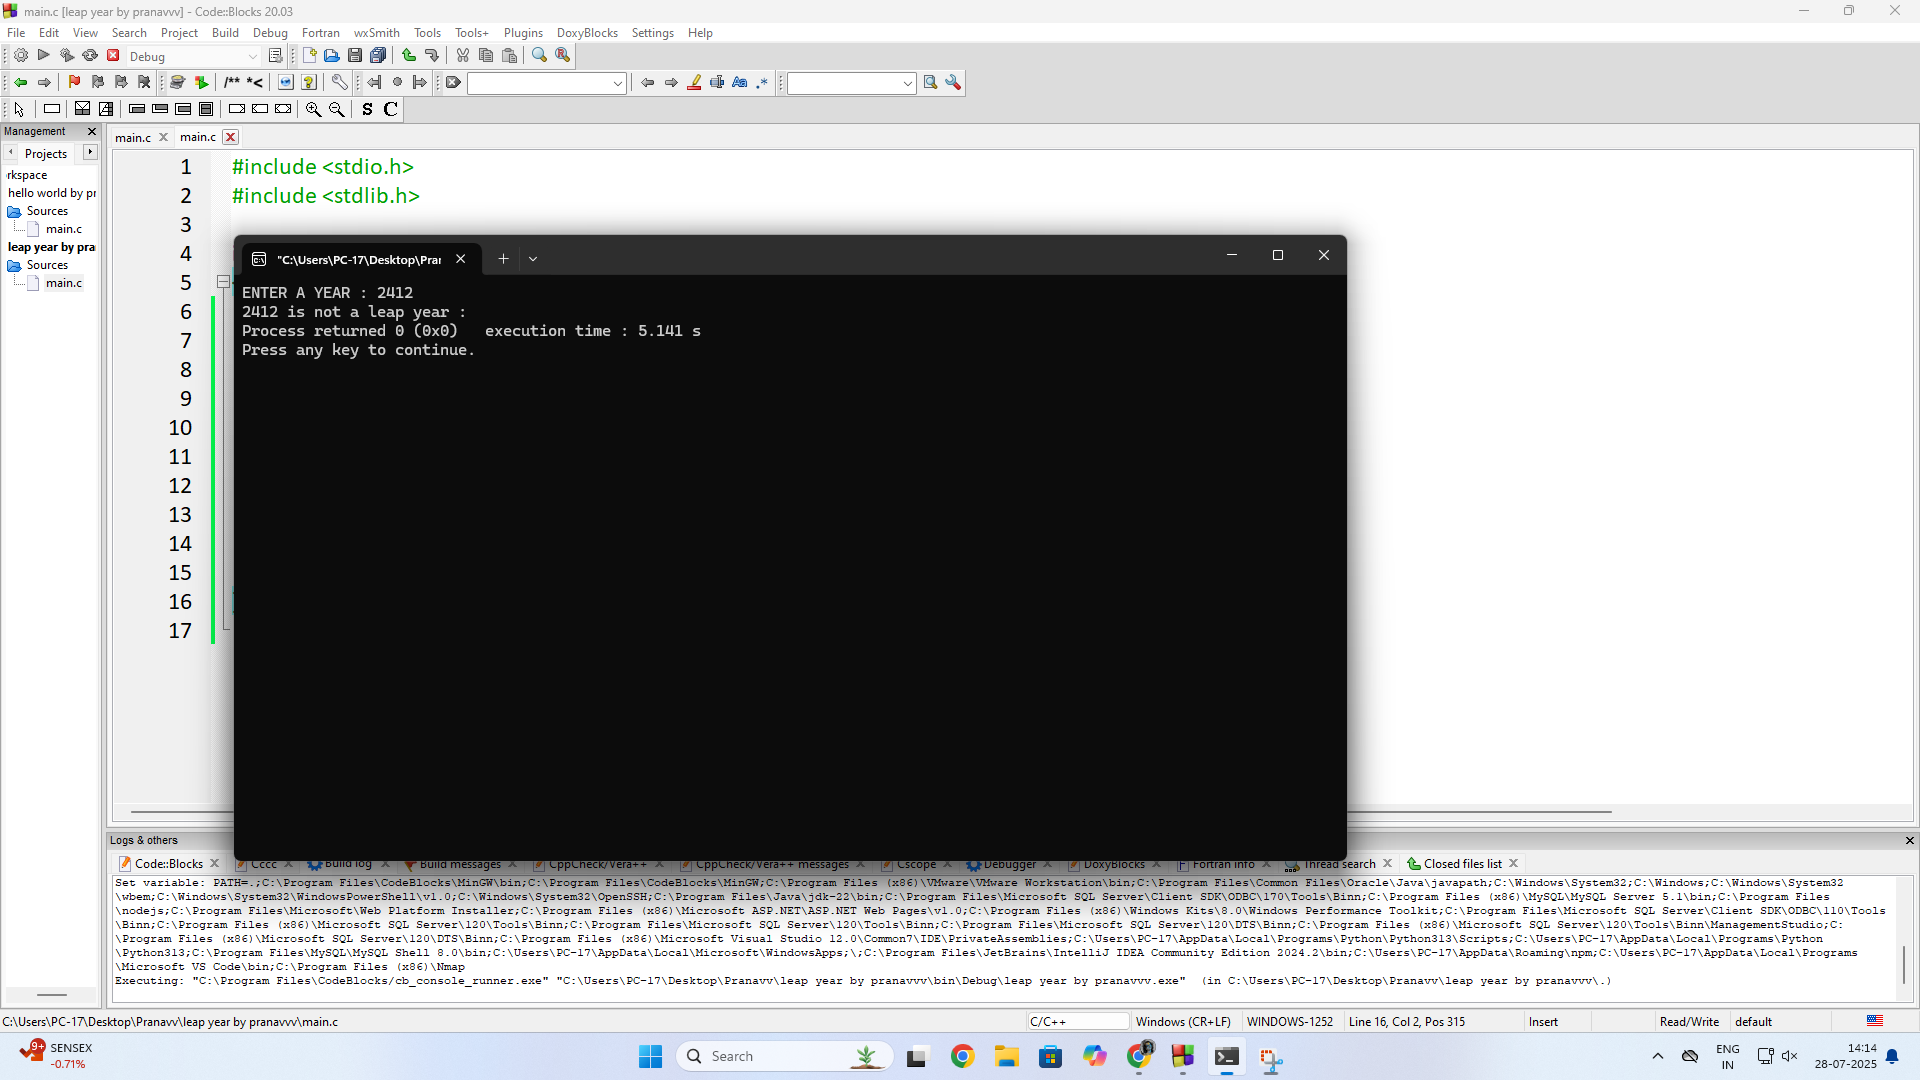 main.c [leap year by pranavvv] - Code::Blocks 20.03
File Edit View Search Project Build Debug Fortran wxSmith Tools Tools+ Plugins DoxyBlocks Settings Help
Debug
/** *<
Aa .*
S C
Management
main.c main.c
Projects
rkspace
hello world by pr
Sources
main.c
leap year by pra
Sources
main.c
1 #include <stdio.h>
2 #include <stdlib.h>
3
4
5
6
7
8
9
10
11
12
13
14
15
16
17
"C:\Users\PC-17\Desktop\Prar
ENTER A YEAR : 2412
2412 is not a leap year :
Process returned 0 (0x0)   execution time : 5.141 s
Press any key to continue.
Logs & others
Code::Blocks Cccc Build log Build messages CppCheck/Vera++ CppCheck/Vera++ messages Cscope Debugger DoxyBlocks Fortran info Thread search Closed files list
Set variable: PATH=.;C:\Program Files\CodeBlocks\MinGW\bin;C:\Program Files\CodeBlocks\MinGW;C:\Program Files (x86)\VMware\VMware Workstation\bin;C:\Program Files\Common Files\Oracle\Java\javapath;C:\Windows\System32;C:\Windows;C:\Windows\System32
\wbem;C:\Windows\System32\WindowsPowerShell\v1.0;C:\Windows\System32\OpenSSH;C:\Program Files\Java\jdk-22\bin;C:\Program Files\Microsoft SQL Server\Client SDK\ODBC\170\Tools\Binn;C:\Program Files (x86)\MySQL\MySQL Server 5.1\bin;C:\Program Files
\nodejs;C:\Program Files\Microsoft\Web Platform Installer;C:\Program Files (x86)\Microsoft ASP.NET\ASP.NET Web Pages\v1.0;C:\Program Files (x86)\Windows Kits\8.0\Windows Performance Toolkit;C:\Program Files\Microsoft SQL Server\Client SDK\ODBC\110\Tools
\Binn;C:\Program Files (x86)\Microsoft SQL Server\120\Tools\Binn;C:\Program Files\Microsoft SQL Server\120\Tools\Binn;C:\Program Files\Microsoft SQL Server\120\DTS\Binn;C:\Program Files (x86)\Microsoft SQL Server\120\Tools\Binn\ManagementStudio;C:
\Program Files (x86)\Microsoft SQL Server\120\DTS\Binn;C:\Program Files (x86)\Microsoft Visual Studio 12.0\Common7\IDE\PrivateAssemblies;C:\Users\PC-17\AppData\Local\Programs\Python\Python313\Scripts;C:\Users\PC-17\AppData\Local\Programs\Python
\Python313;C:\Program Files\MySQL\MySQL Shell 8.0\bin;C:\Users\PC-17\AppData\Local\Microsoft\WindowsApps;\;C:\Program Files\JetBrains\IntelliJ IDEA Community Edition 2024.2\bin;C:\Users\PC-17\AppData\Roaming\npm;C:\Users\PC-17\AppData\Local\Programs
\Microsoft VS Code\bin;C:\Program Files (x86)\Nmap
Executing: "C:\Program Files\CodeBlocks/cb_console_runner.exe" "C:\Users\PC-17\Desktop\Pranavv\leap year by pranavvv\bin\Debug\leap year by pranavvv.exe"  (in C:\Users\PC-17\Desktop\Pranavv\leap year by pranavvv\.)
C:\Users\PC-17\Desktop\Pranavv\leap year by pranavvv\main.c C/C++ Windows (CR+LF) WINDOWS-1252 Line 16, Col 2, Pos 315 Insert Read/Write default
9+ SENSEX
-0.71%
Search
ENG
IN
14:14
28-07-2025